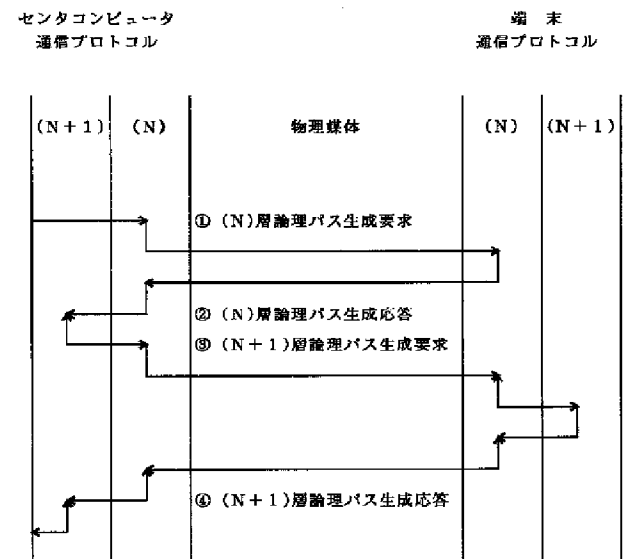 センタコンピュータ
通信プロトコル
端 末
通信プロトコル
(N+1)
(N)
物理媒体
(N)
(N+1)
① (N)層論理パス生成要求
② (N)層論理パス生成応答
③ (N+1)層論理パス生成要求
④ (N+1)層論理パス生成応答